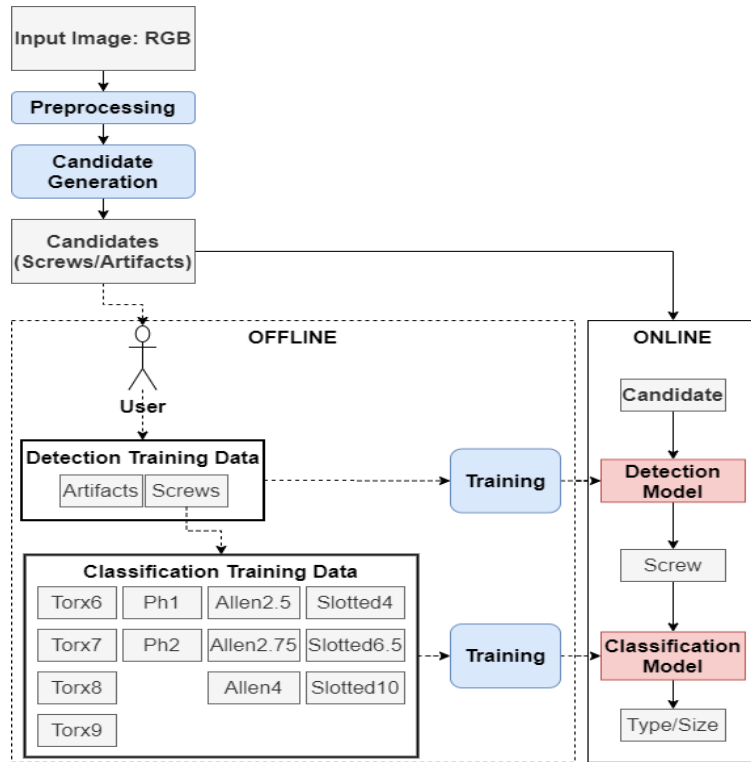 Input Image: RGB
Preprocessing
Candidate
Generation
Candidates
(Screws/Artifacts)
OFFLINE
User
Detection Training Data
Artifacts
Screws
Training
Classification Training Data
Torx6
Ph1
Allen2.5
Slotted4
Torx7
Ph2
Allen2.75
Slotted6.5
Torx8
Allen4
Slotted10
Torx9
Training
ONLINE
Candidate
Detection
Model
Screw
Classification
Model
Type/Size